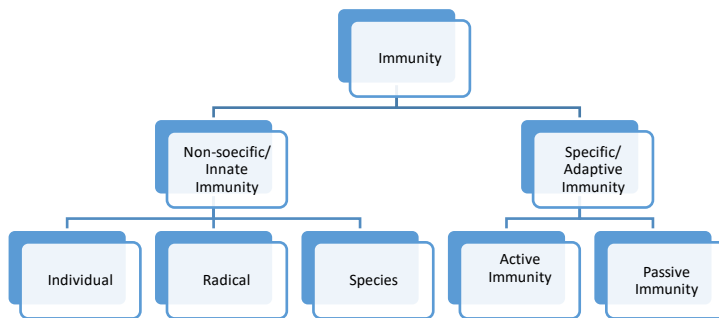 Immunity
Non-soecific/
Innate
Immunity
Specific/
Adaptive
Immunity
Individual
Radical
Species
Active
Immunity
Passive
Immunity